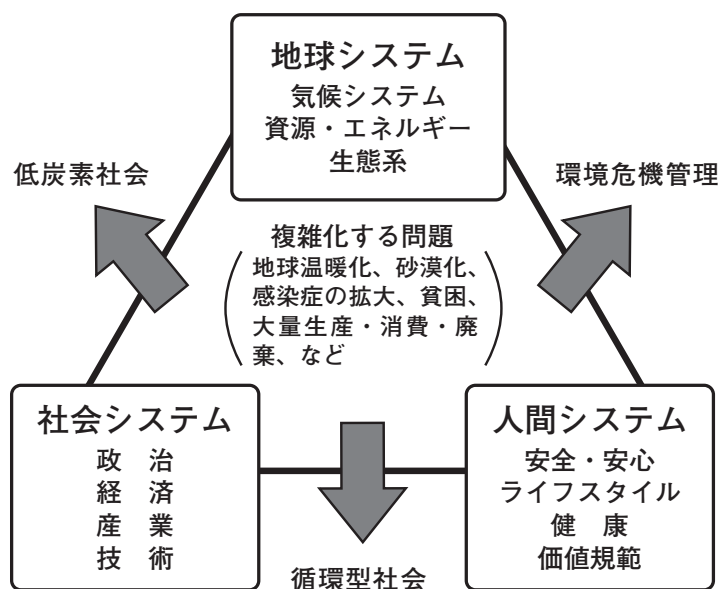 地球システム
気候システム
資源・エネルギー
生態系
低炭素社会
環境危機管理
複雑化する問題
(地球温暖化、砂漠化、
感染症の拡大、貧困、
大量生産・消費・廃
棄、など)
社会システム
政　治
経　済
産　業
技　術
人間システム
安全・安心
ライフスタイル
健　康
価値規範
循環型社会